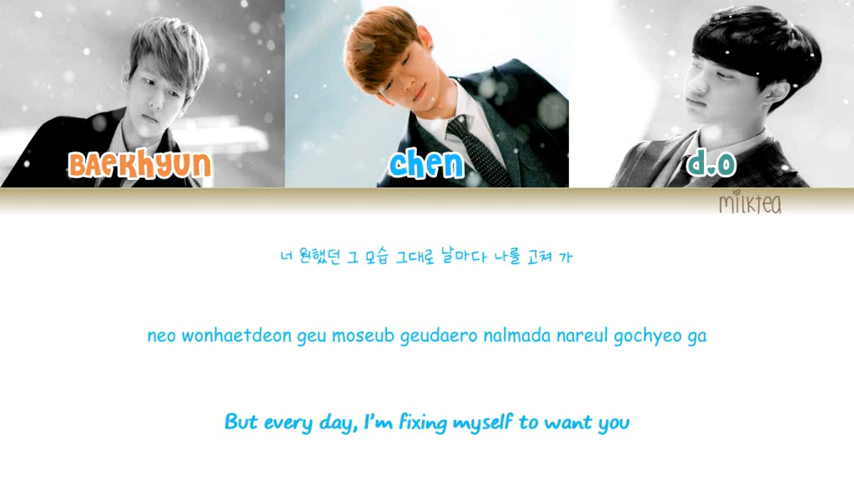 BAEKHYUN
CHEN
D.O
milktea
너 원했던 그 모습 그대로 날마다 나를 고쳐 가
neo wonhaetdeon geu moseub geudaero nalmada nareul gochyeo ga
But every day, I'm fixing myself to want you